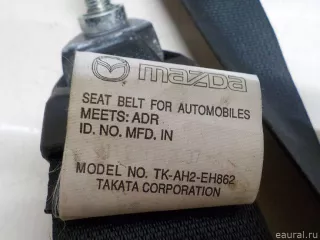 mazda
SEAT BELT FOR AUTOMOBILES
MEETS: ADR
ID. NO. MFD. IN
MODEL NO. TK-AH2-EH862
TAKATA CORPORATION
© eaural.ru